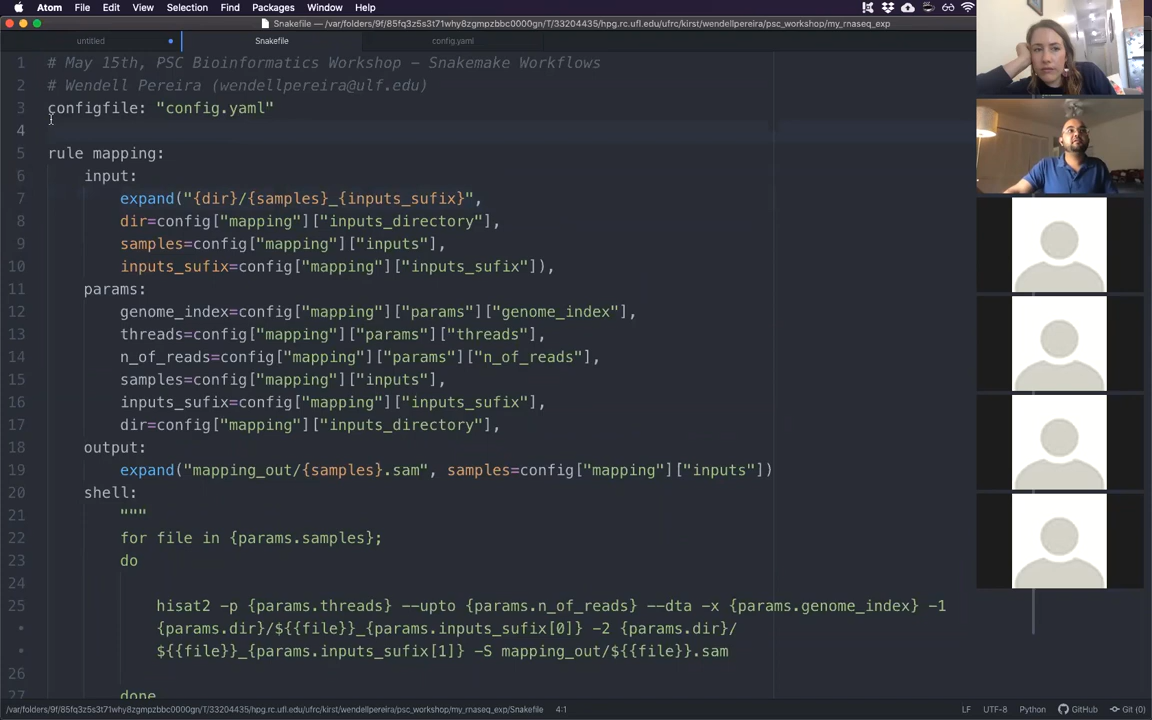 Atom File Edit View Selection Find Packages Window Help
Snakefile — /var/folders/9f/85fq3z5s3t71why8zgmpzbbc0000gn/T/33204435/hpg.rc.ufl.edu/ufrc/kirst/wendellpereira/psc_workshop/my_rnaseq_exp
untitled Snakefile config.yaml
1 # May 15th, PSC Bioinformatics Workshop - Snakemake Workflows
2 # Wendell Pereira (wendellpereira@ulf.edu)
3 configfile: "config.yaml"
4
5 rule mapping:
6 input:
7 expand("{dir}/{samples}_{inputs_sufix}",
8 dir=config["mapping"]["inputs_directory"],
9 samples=config["mapping"]["inputs"],
10 inputs_sufix=config["mapping"]["inputs_sufix"]),
11 params:
12 genome_index=config["mapping"]["params"]["genome_index"],
13 threads=config["mapping"]["params"]["threads"],
14 n_of_reads=config["mapping"]["params"]["n_of_reads"],
15 samples=config["mapping"]["inputs"],
16 inputs_sufix=config["mapping"]["inputs_sufix"],
17 dir=config["mapping"]["inputs_directory"],
18 output:
19 expand("mapping_out/{samples}.sam", samples=config["mapping"]["inputs"])
20 shell:
21 """
22 for file in {params.samples};
23 do
24
25 hisat2 -p {params.threads} --upto {params.n_of_reads} --dta -x {params.genome_index} -1
• {params.dir}/${{file}}_{params.inputs_sufix[0]} -2 {params.dir}/
• ${{file}}_{params.inputs_sufix[1]} -S mapping_out/${{file}}.sam
26
27 done
/var/folders/9f/85fq3z5s3t71why8zgmpzbbc0000gn/T/33204435/hpg.rc.ufl.edu/ufrc/kirst/wendellpereira/psc_workshop/my_rnaseq_exp/Snakefile 4:1 LF UTF-8 Python GitHub Git (0)